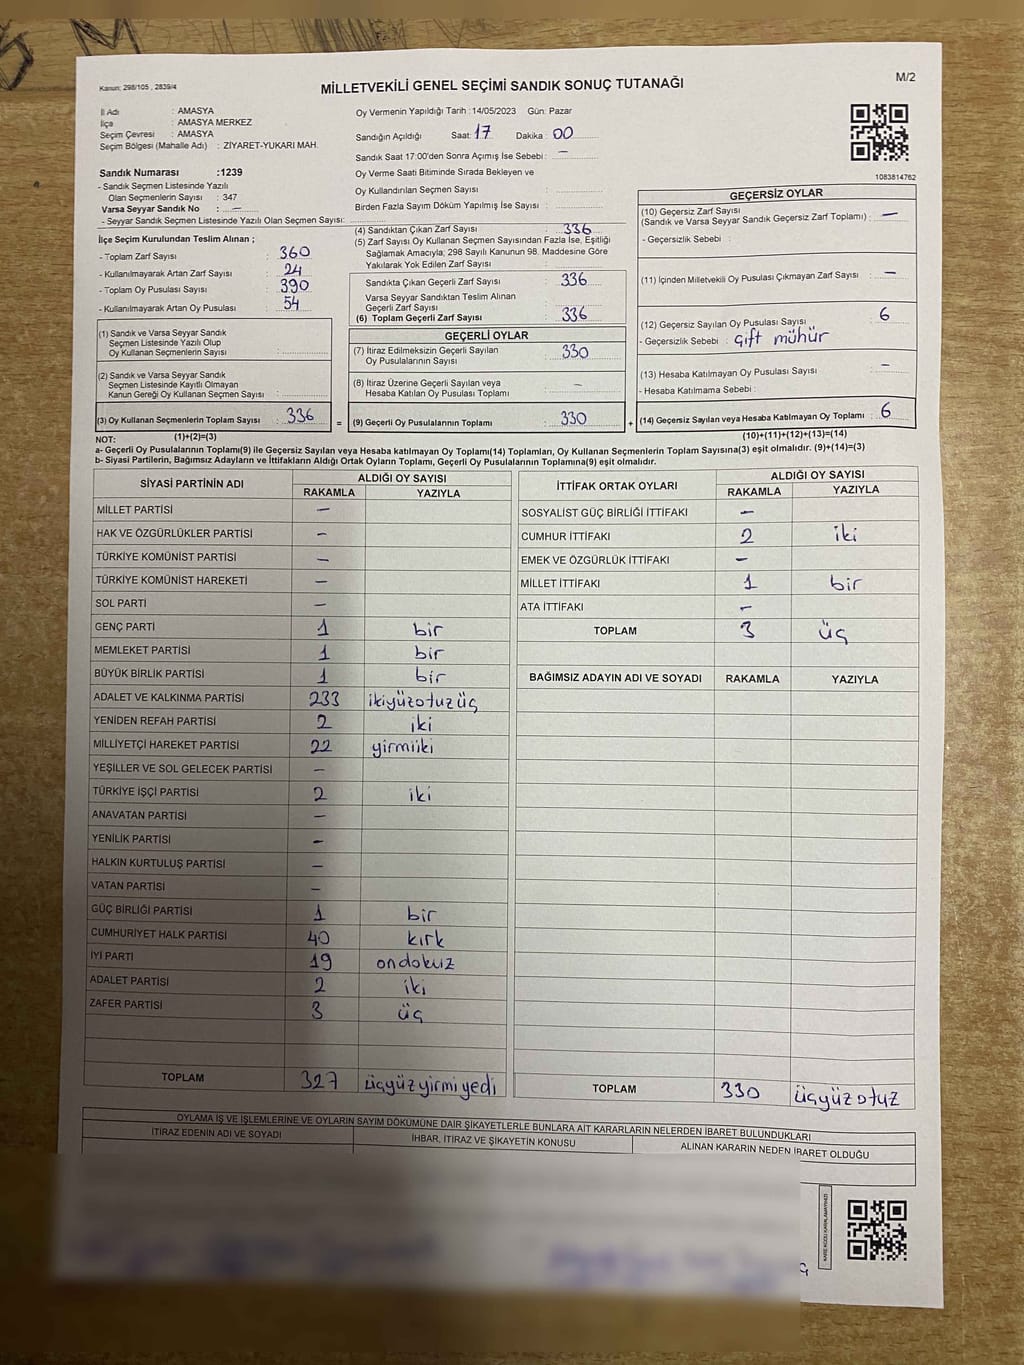 Kanun: 298/105 , 2839/4
MİLLETVEKİLİ GENEL SEÇİMİ SANDIK SONUÇ TUTANAĞI
M/2
İl Adı : AMASYA
İlçe : AMASYA MERKEZ
Seçim Çevresi : AMASYA
Seçim Bölgesi (Mahalle Adı) : ZİYARET-YUKARI MAH.
Oy Vermenin Yapıldığı Tarih : 14/05/2023 Gün: Pazar
Sandığın Açıldığı Saat: 17 Dakika : 00
Sandık Saat 17:00'den Sonra Açımış İse Sebebi : —
Oy Verme Saati Bitiminde Sırada Bekleyen ve
Oy Kullandırılan Seçmen Sayısı :
Birden Fazla Sayım Döküm Yapılmış İse Sayısı :
1083814762
Sandık Numarası :1239
- Sandık Seçmen Listesinde Yazılı
Olan Seçmenlerin Sayısı : 347
Varsa Seyyar Sandık No : —
- Seyyar Sandık Seçmen Listesinde Yazılı Olan Seçmen Sayısı:
İlçe Seçim Kurulundan Teslim Alınan ;
- Toplam Zarf Sayısı : 360
- Kullanılmayarak Artan Zarf Sayısı : 24
- Toplam Oy Pusulası Sayısı : 390
- Kullanılmayarak Artan Oy Pusulası : 54
(1) Sandık ve Varsa Seyyar Sandık
Seçmen Listesinde Yazılı Olup
Oy Kullanan Seçmenlerin Sayısı :
(2) Sandık ve Varsa Seyyar Sandık
Seçmen Listesinde Kayıtlı Olmayan
Kanun Gereği Oy Kullanan Seçmen Sayısı :
(3) Oy Kullanan Seçmenlerin Toplam Sayısı : 336
(4) Sandıktan Çıkan Zarf Sayısı : 336
(5) Zarf Sayısı Oy Kullanan Seçmen Sayısından Fazla İse, Eşitliği
Sağlamak Amacıyla; 298 Sayılı Kanunun 98. Maddesine Göre
Yakılarak Yok Edilen Zarf Sayısı :
Sandıkta Çıkan Geçerli Zarf Sayısı : 336
Varsa Seyyar Sandıktan Teslim Alınan
Geçerli Zarf Sayısı :
(6) Toplam Geçerli Zarf Sayısı : 336
GEÇERLİ OYLAR
(7) İtiraz Edilmeksizin Geçerli Sayılan
Oy Pusulalarının Sayısı : 330
(8) İtiraz Üzerine Geçerli Sayılan veya
Hesaba Katılan Oy Pusulası Toplamı : —
= (9) Geçerli Oy Pusulalarının Toplamı : 330
GEÇERSİZ OYLAR
(10) Geçersiz Zarf Sayısı
(Sandık ve Varsa Seyyar Sandık Geçersiz Zarf Toplamı) : —
- Geçersizlik Sebebi :
(11) İçinden Milletvekili Oy Pusulası Çıkmayan Zarf Sayısı : —
(12) Geçersiz Sayılan Oy Pusulası Sayısı : 6
- Geçersizlik Sebebi : çift mühür
(13) Hesaba Katılmayan Oy Pusulası Sayısı : —
- Hesaba Katılmama Sebebi :
+ (14) Geçersiz Sayılan veya Hesaba Katılmayan Oy Toplamı : 6
NOT: (1)+(2)=(3)
(10)+(11)+(12)+(13)=(14)
a- Geçerli Oy Pusulalarının Toplamı(9) ile Geçersiz Sayılan veya Hesaba katılmayan Oy Toplamı(14) Toplamları, Oy Kullanan Seçmenlerin Toplam Sayısına(3) eşit olmalıdır. (9)+(14)=(3)
b- Siyasi Partilerin, Bağımsız Adayların ve İttifakların Aldığı Ortak Oyların Toplamı, Geçerli Oy Pusulalarının Toplamına(9) eşit olmalıdır.
SİYASİ PARTİNİN ADI ALDIĞI OY SAYISI
RAKAMLA YAZIYLA
MİLLET PARTİSİ —
HAK VE ÖZGÜRLÜKLER PARTİSİ —
TÜRKİYE KOMÜNİST PARTİSİ —
TÜRKİYE KOMÜNİST HAREKETİ —
SOL PARTİ —
GENÇ PARTİ 1 bir
MEMLEKET PARTİSİ 1 bir
BÜYÜK BİRLİK PARTİSİ 1 bir
ADALET VE KALKINMA PARTİSİ 233 ikiyüzotuzüç
YENİDEN REFAH PARTİSİ 2 iki
MİLLİYETÇİ HAREKET PARTİSİ 22 yirmiiki
YEŞİLLER VE SOL GELECEK PARTİSİ —
TÜRKİYE İŞÇİ PARTİSİ 2 iki
ANAVATAN PARTİSİ —
YENİLİK PARTİSİ —
HALKIN KURTULUŞ PARTİSİ —
VATAN PARTİSİ —
GÜÇ BİRLİĞİ PARTİSİ 1 bir
CUMHURİYET HALK PARTİSİ 40 kırk
İYİ PARTİ 19 ondokuz
ADALET PARTİSİ 2 iki
ZAFER PARTİSİ 3 üç
TOPLAM 327 üçyüzyirmiyedi
İTTİFAK ORTAK OYLARI ALDIĞI OY SAYISI
RAKAMLA YAZIYLA
SOSYALİST GÜÇ BİRLİĞİ İTTİFAKI —
CUMHUR İTTİFAKI 2 iki
EMEK VE ÖZGÜRLÜK İTTİFAKI —
MİLLET İTTİFAKI 1 bir
ATA İTTİFAKI —
TOPLAM 3 üç
BAĞIMSIZ ADAYIN ADI VE SOYADI RAKAMLA YAZIYLA
TOPLAM 330 üçyüzotuz
OYLAMA İŞ VE İŞLEMLERİNE VE OYLARIN SAYIM DÖKÜMÜNE DAİR ŞİKAYETLERLE BUNLARA AİT KARARLARIN NELERDEN İBARET BULUNDUKLARI
İTİRAZ EDENİN ADI VE SOYADI İHBAR, İTİRAZ VE ŞİKAYETİN KONUSU ALINAN KARARIN NEDEN İBARET OLDUĞU